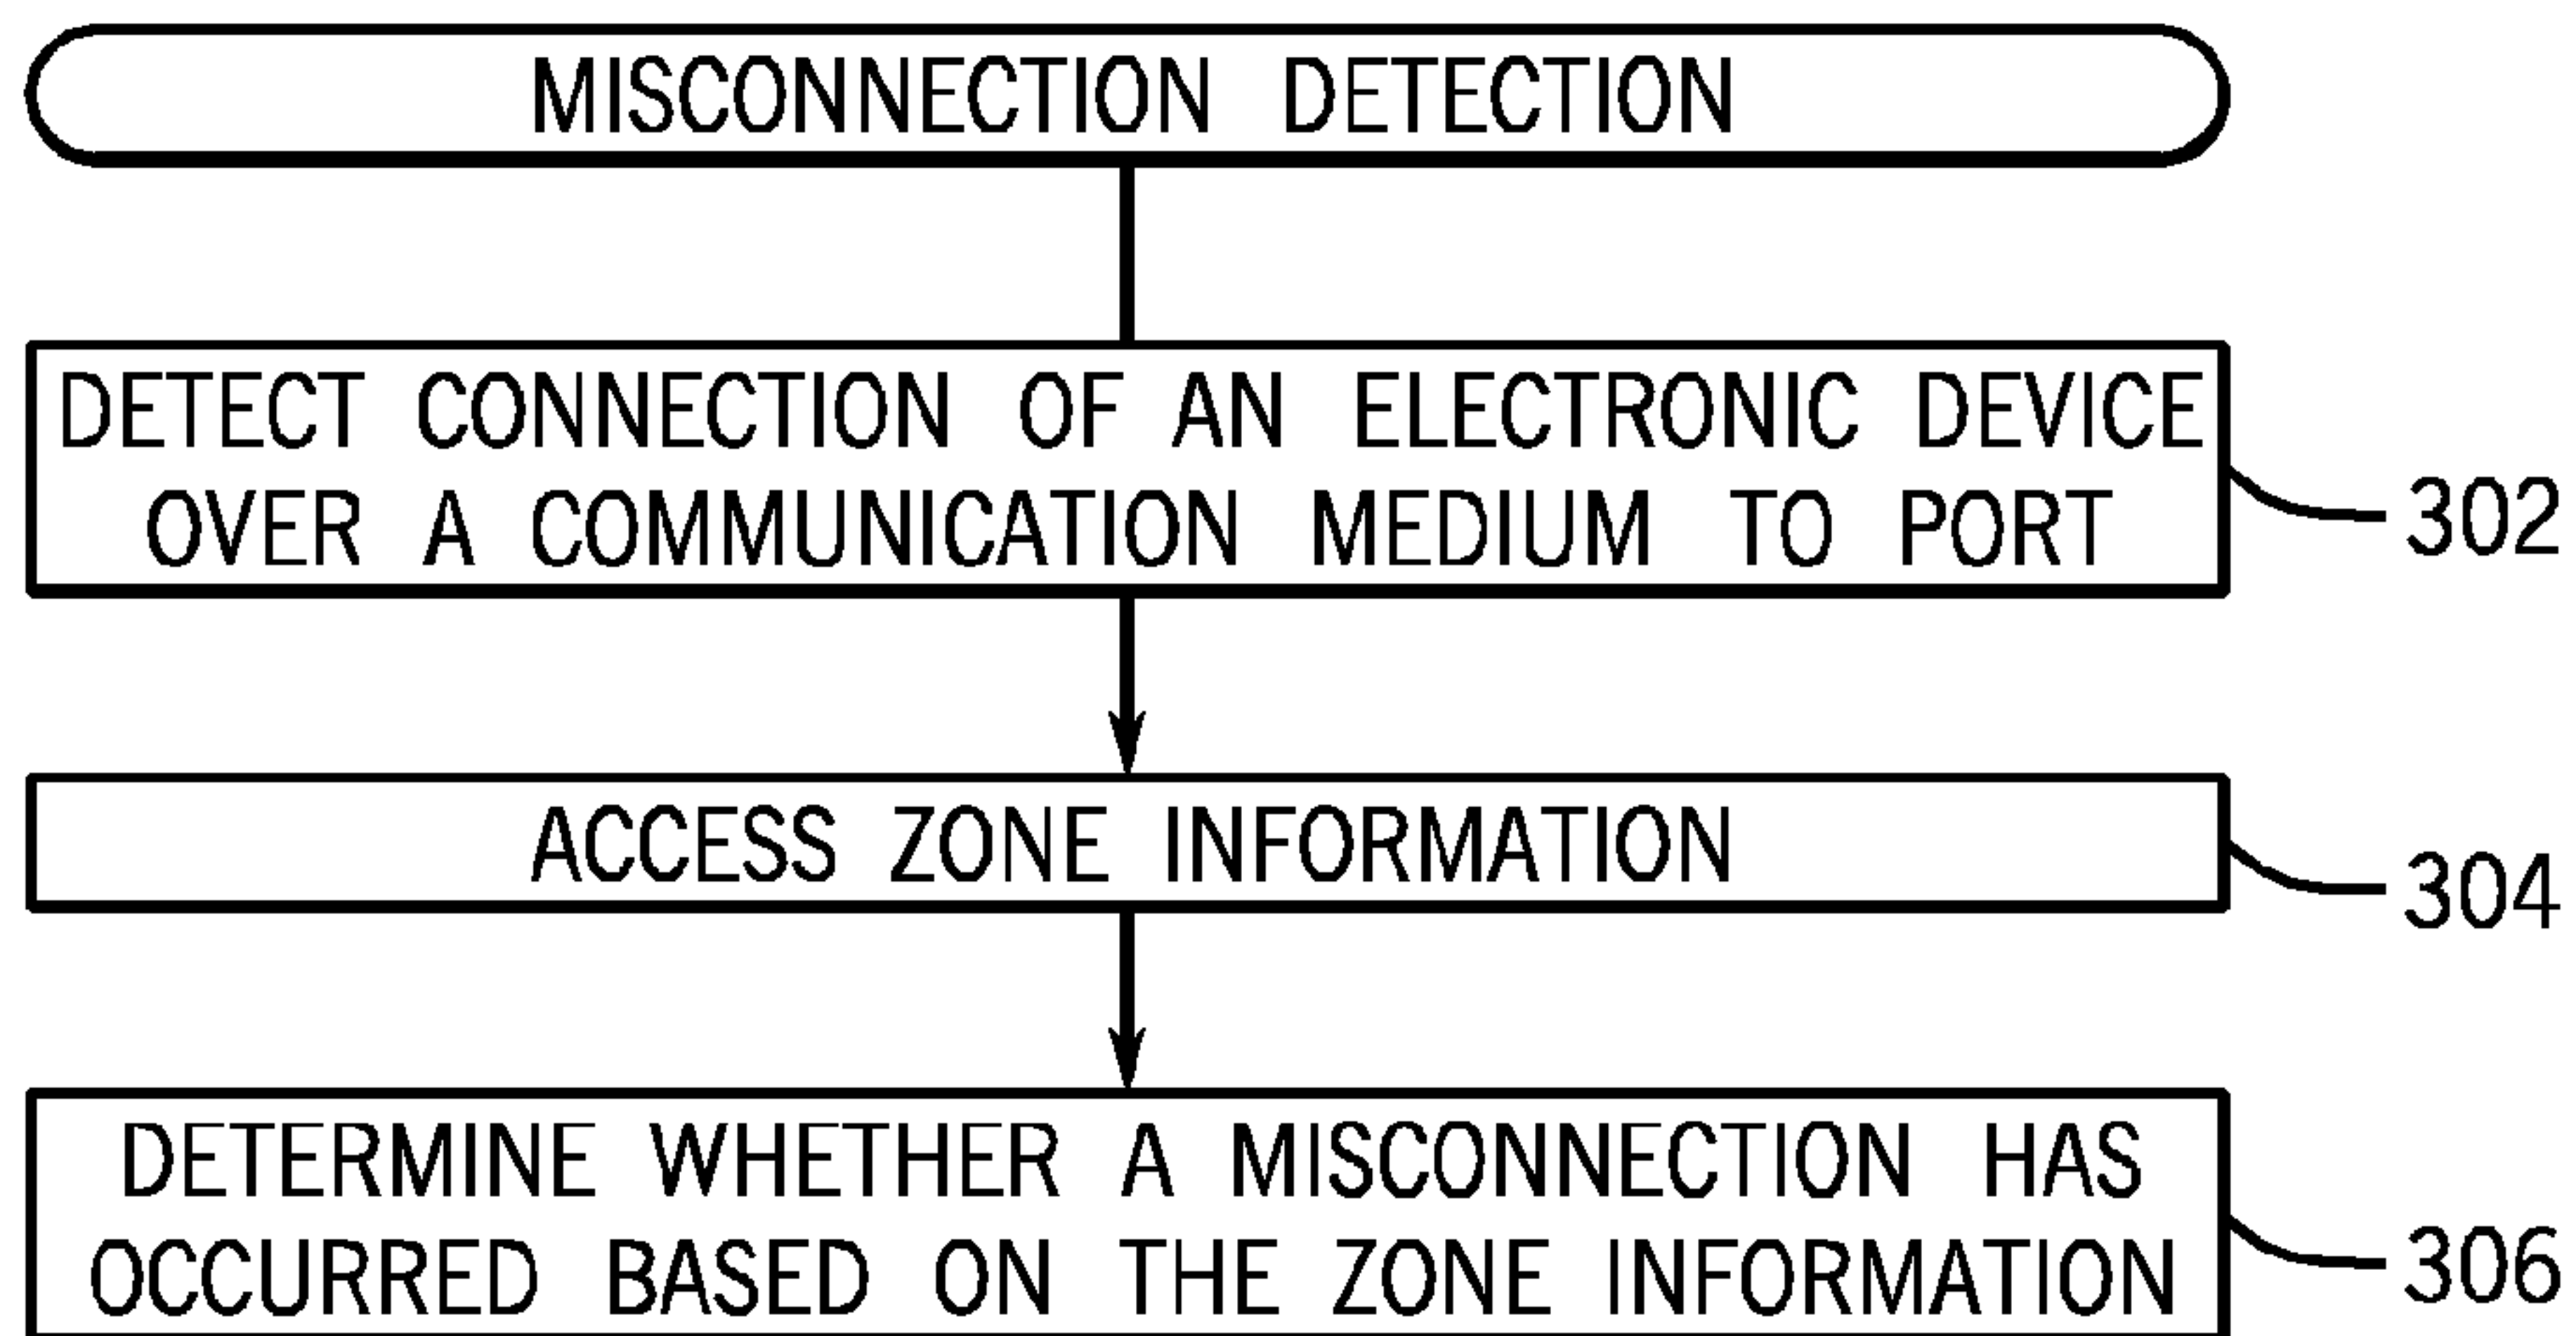 MISCONNECTION DETECTION
DETECT CONNECTION OF AN ELECTRONIC DEVICE
OVER A COMMUNICATION MEDIUM TO PORT
302
ACCESS ZONE INFORMATION
304
DETERMINE WHETHER A MISCONNECTION HAS
OCCURRED BASED ON THE ZONE INFORMATION
306